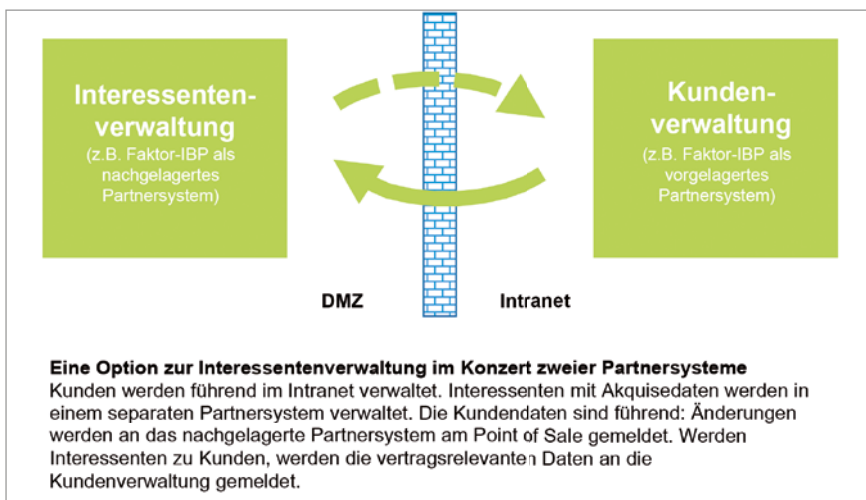 Interessenten-
verwaltung
(z.B. Faktor-IBP als
nachgelagertes
Partnersystem)
Kunden-
verwaltung
(z.B. Faktor-IBP als
vorgelagertes
Partnersystem)
DMZ
Intranet
Eine Option zur Interessentenverwaltung im Konzert zweier Partnersysteme
Kunden werden führend im Intranet verwaltet. Interessenten mit Akquisedaten werden in
einem separaten Partnersystem verwaltet. Die Kundendaten sind führend: Änderungen
werden an das nachgelagerte Partnersystem am Point of Sale gemeldet. Werden
Interessenten zu Kunden, werden die vertragsrelevanten Daten an die
Kundenverwaltung gemeldet.